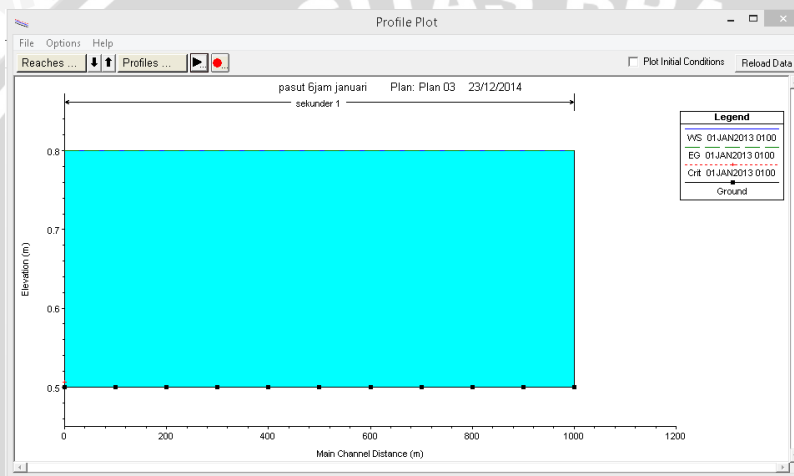 Profile Plot
File Options Help
Reaches ... Profiles ... Plot Initial Conditions Reload Data
pasut 6jam januari Plan: Plan 03 23/12/2014
sekunder 1
Legend
WS 01JAN2013 0100
EG 01JAN2013 0100
Crit 01JAN2013 0100
Ground
0.8
0.7
0.6
0.5
Elevation (m)
0 200 400 600 800 1000 1200
Main Channel Distance (m)